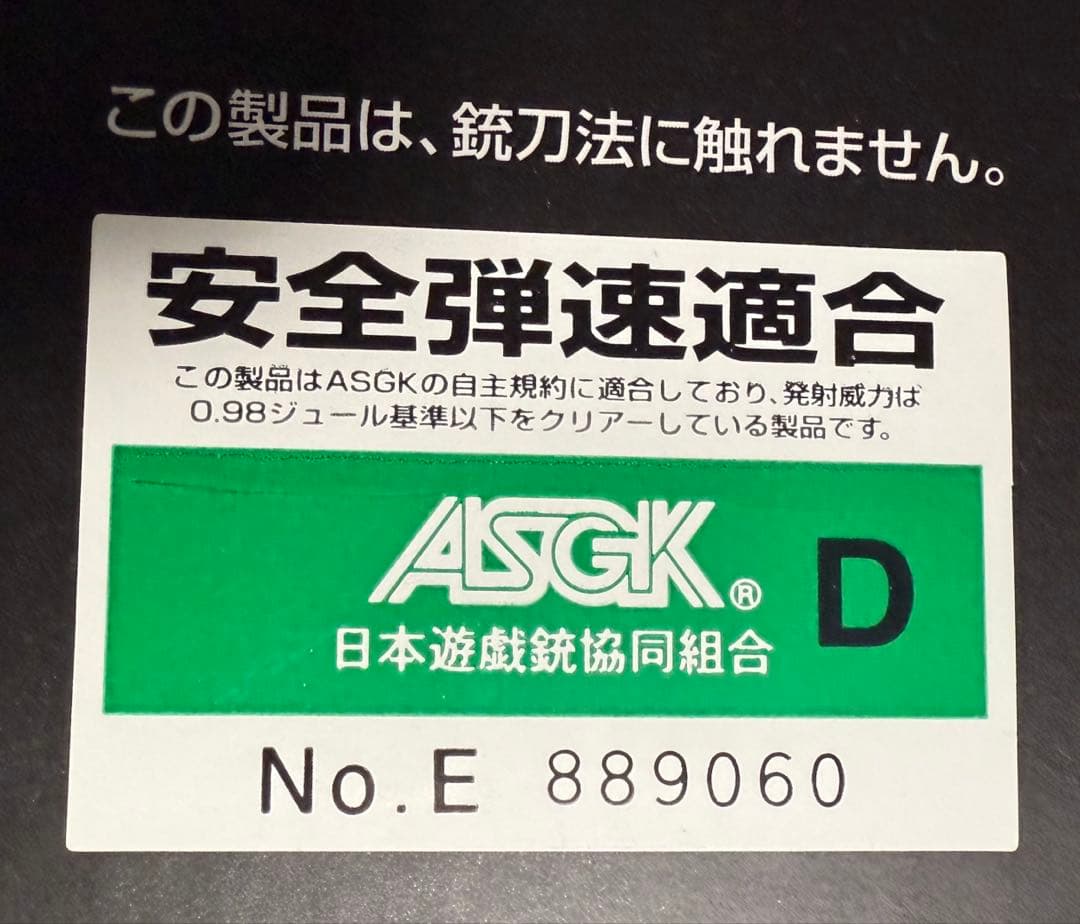 この製品は、銃刀法に触れません。
安全弾速適合
この製品はASGKの自主規約に適合しており、発射威力は
0.98ジュール基準以下をクリアーしている製品です。
ASGK®
D
日本遊戯銃協同組合
No.E 889060